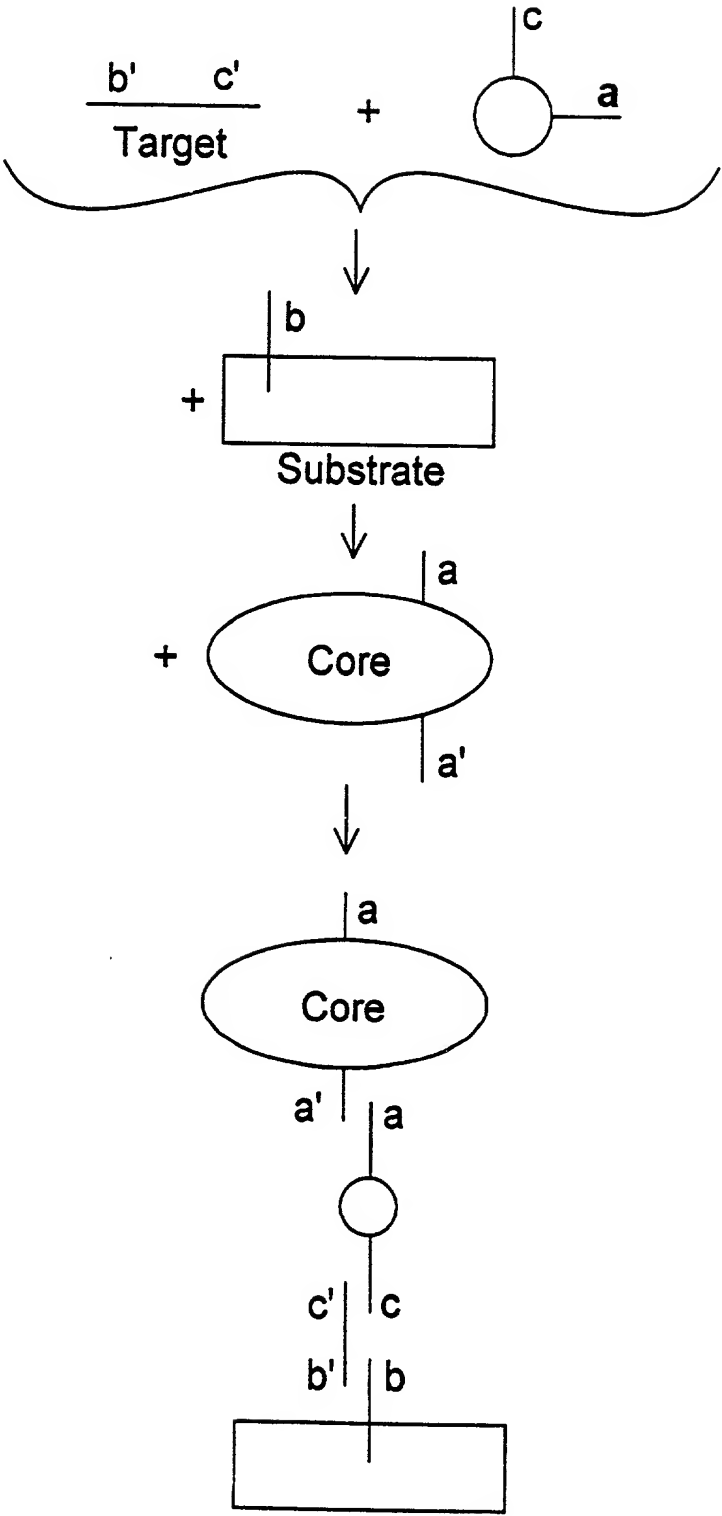 c
b' c' + a
Target
b
+
Substrate
a
+ Core
a'
a
Core
a' a
c' c
b' b